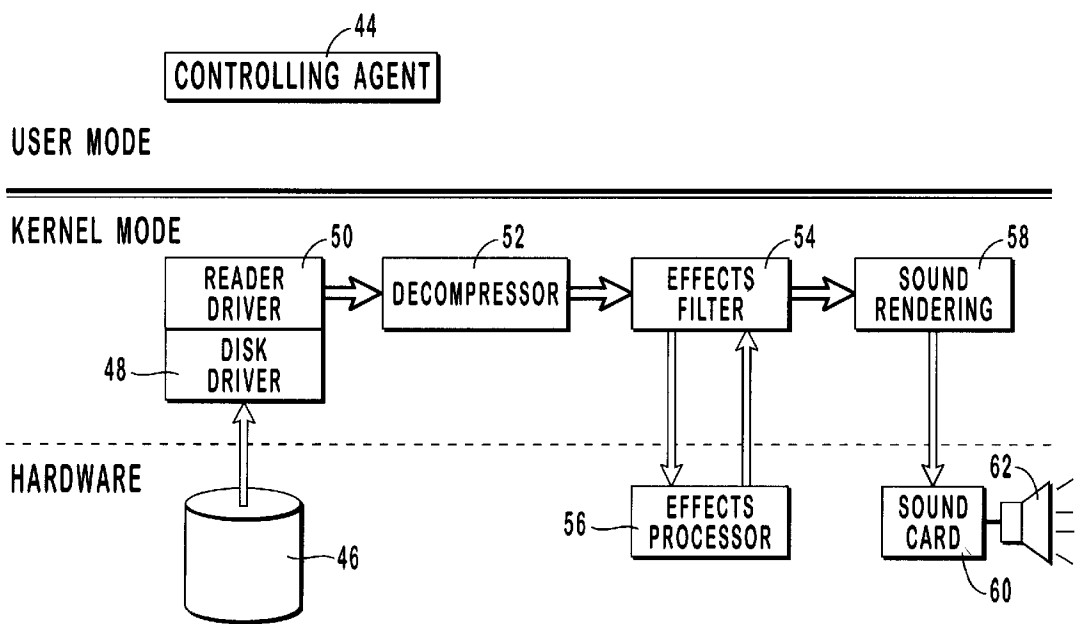 44
CONTROLLING AGENT
USER MODE
KERNEL MODE
50
52
54
58
READER
DRIVER
DECOMPRESSOR
EFFECTS
FILTER
SOUND
RENDERING
48
DISK
DRIVER
HARDWARE
46
56
EFFECTS
PROCESSOR
SOUND
CARD
62
60